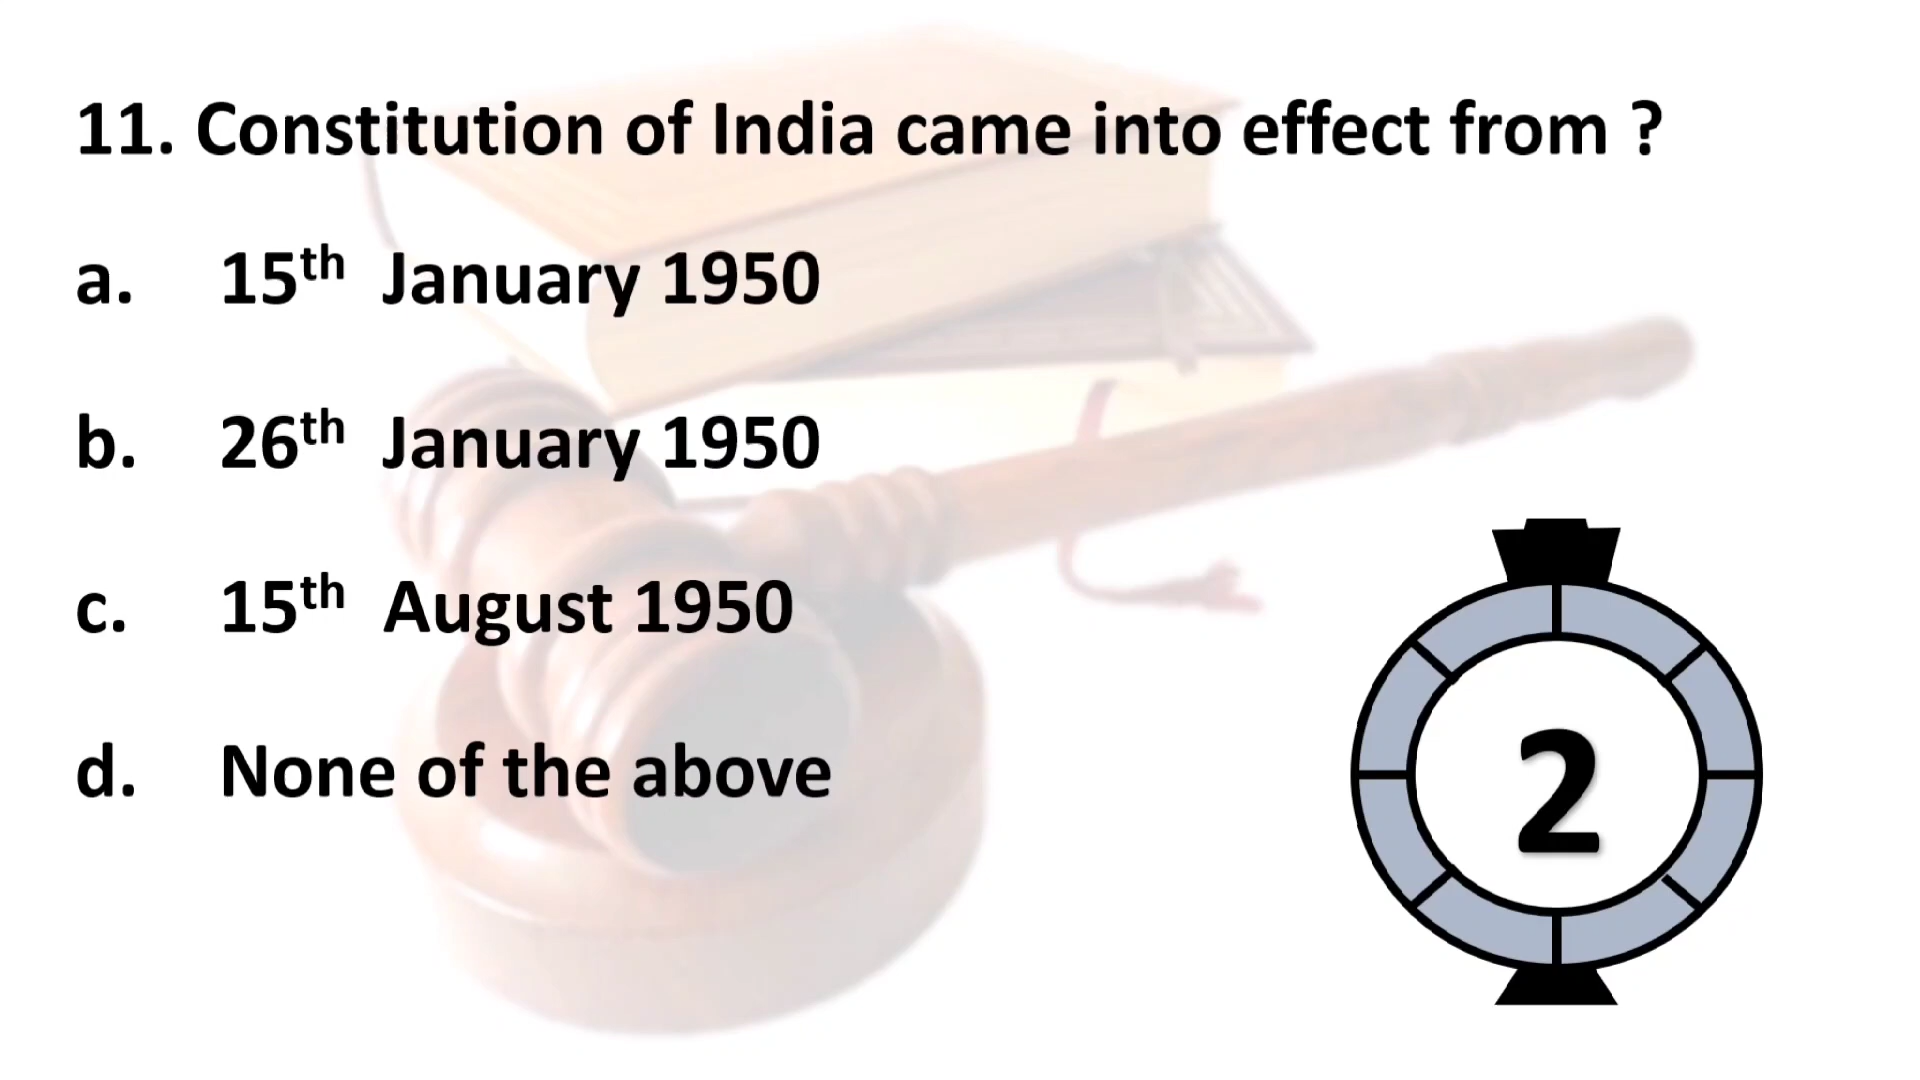 11. Constitution of India came into effect from ?
a. 15th January 1950
b. 26th January 1950
c. 15th August 1950
d. None of the above
2